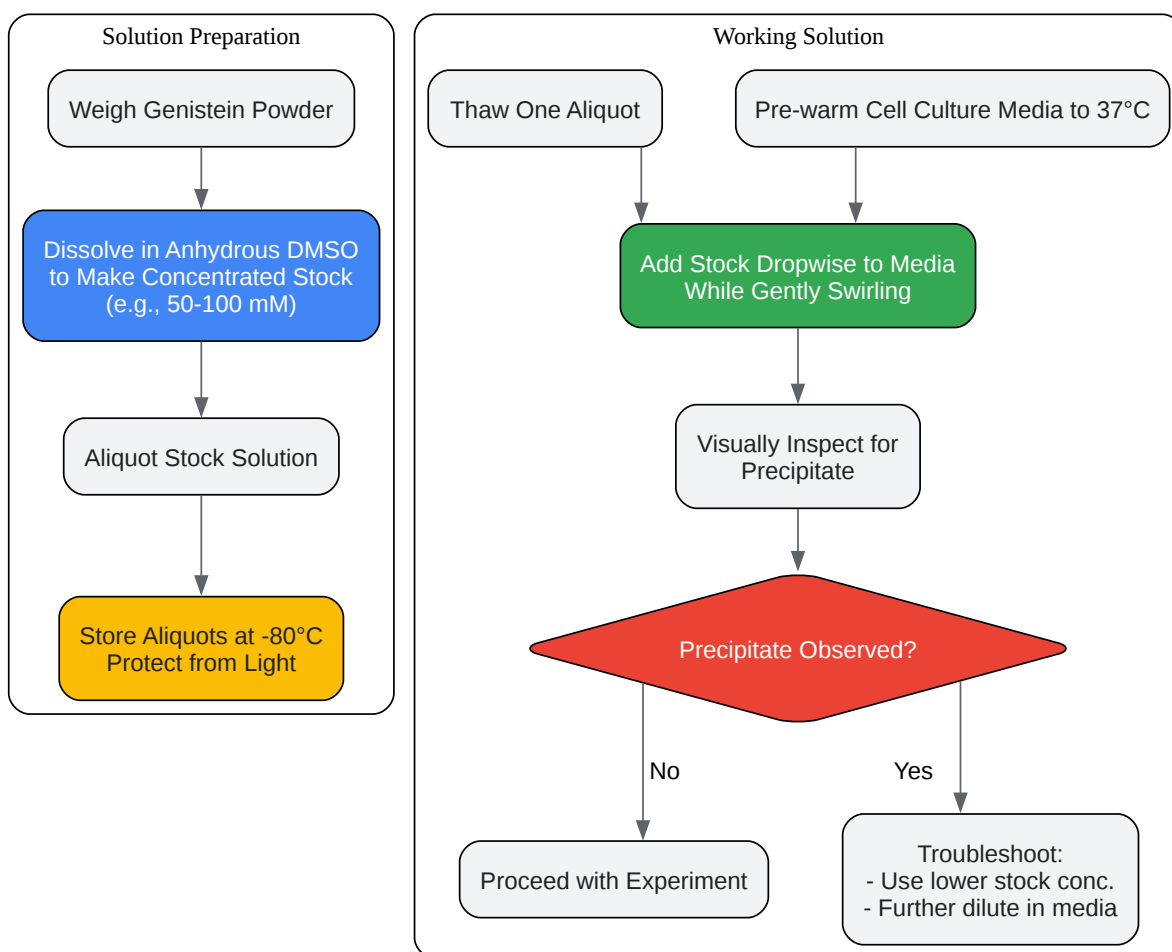 Solution Preparation
Weigh Genistein Powder
Dissolve in Anhydrous DMSO
to Make Concentrated Stock
(e.g., 50-100 mM)
Aliquot Stock Solution
Store Aliquots at -80°C
Protect from Light
Working Solution
Thaw One Aliquot
Pre-warm Cell Culture Media to 37°C
Add Stock Dropwise to Media
While Gently Swirling
Visually Inspect for
Precipitate
Precipitate Observed?
No
Yes
Proceed with Experiment
Troubleshoot:
- Use lower stock conc.
- Further dilute in media